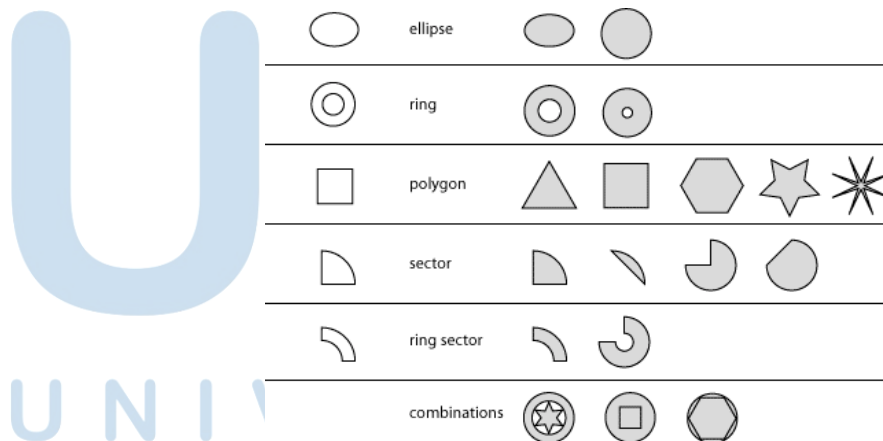 U
ellipse
ring
polygon
sector
ring sector
combinations
U N I